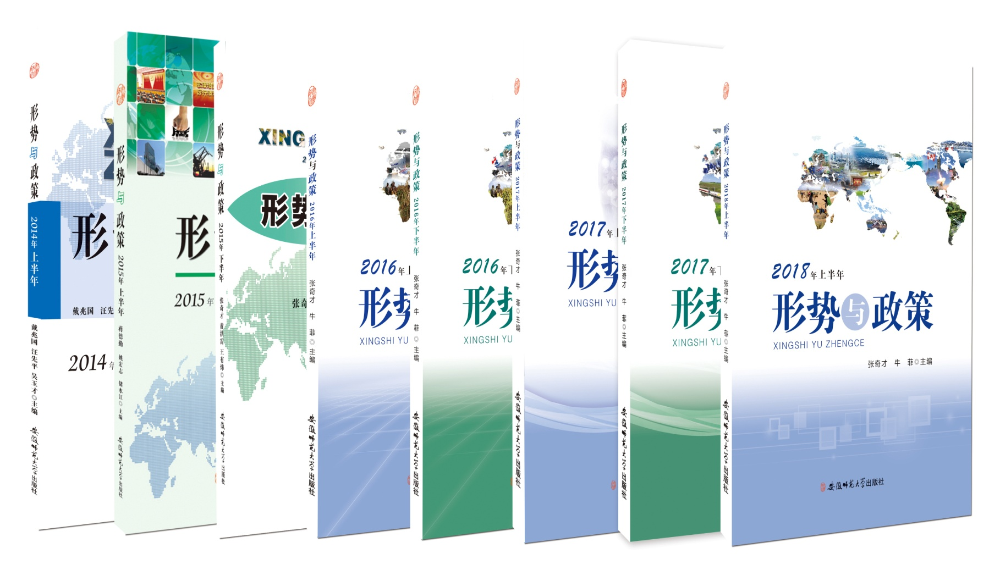 形势与政策
2014年 上半年
戴兆国 汪先平 吴玉才◎主编
安徽师范大学出版社
形
戴兆国 汪先
2014年
形势与政策
2015年 上半年
蒋德勤 姚宏志 储水江◎主编
安徽师范大学出版社
形
2015年
形势与政策
2015年 下半年
张奇才 黄洪雷 王有炜◎主编
安徽师范大学出版社
XING
2
形势
张奇
形势与政策 2016年上半年
张奇才 牛 菲◎主编
安徽师范大学出版社
2016年上
形势
XINGSHI YU
形势与政策 2016年下半年
张奇才 牛 菲◎主编
安徽师范大学出版社
2016年下
形势
XINGSHI YU
形势与政策 2017年上半年
张奇才 牛 菲◎主编
安徽师范大学出版社
2017年上
形势
XINGSHI YU
形势与政策 2017年下半年
张奇才 牛 菲◎主编
安徽师范大学出版社
2017年下
形势
XINGSHI YU
形势与政策 2018年上半年
张奇才 牛 菲◎主编
安徽师范大学出版社
2018年上半年
形势与政策
XINGSHI YU ZHENGCE
张奇才 牛 菲◎主编
安徽师范大学出版社